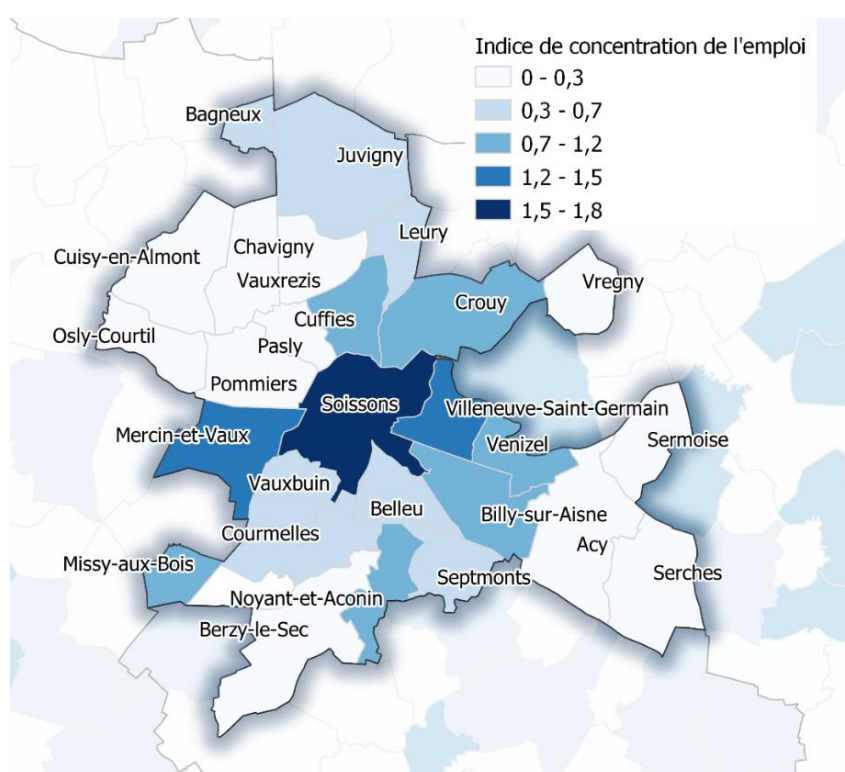 Indice de concentration de l'emploi
0 - 0,3
0,3 - 0,7
0,7 - 1,2
1,2 - 1,5
1,5 - 1,8
Bagneux
Juvigny
Leury
Cuisy-en-Almont
Chavigny
Vauxrezis
Vregny
Crouy
Cuffies
Osly-Courtil
Pasly
Pommiers
Soissons
Villeneuve-Saint-Germain
Mercin-et-Vaux
Venizel
Sermoise
Vauxbuin
Belleu
Billy-sur-Aisne
Courmelles
Acy
Missy-aux-Bois
Septmonts
Serches
Noyant-et-Aconin
Berzy-le-Sec